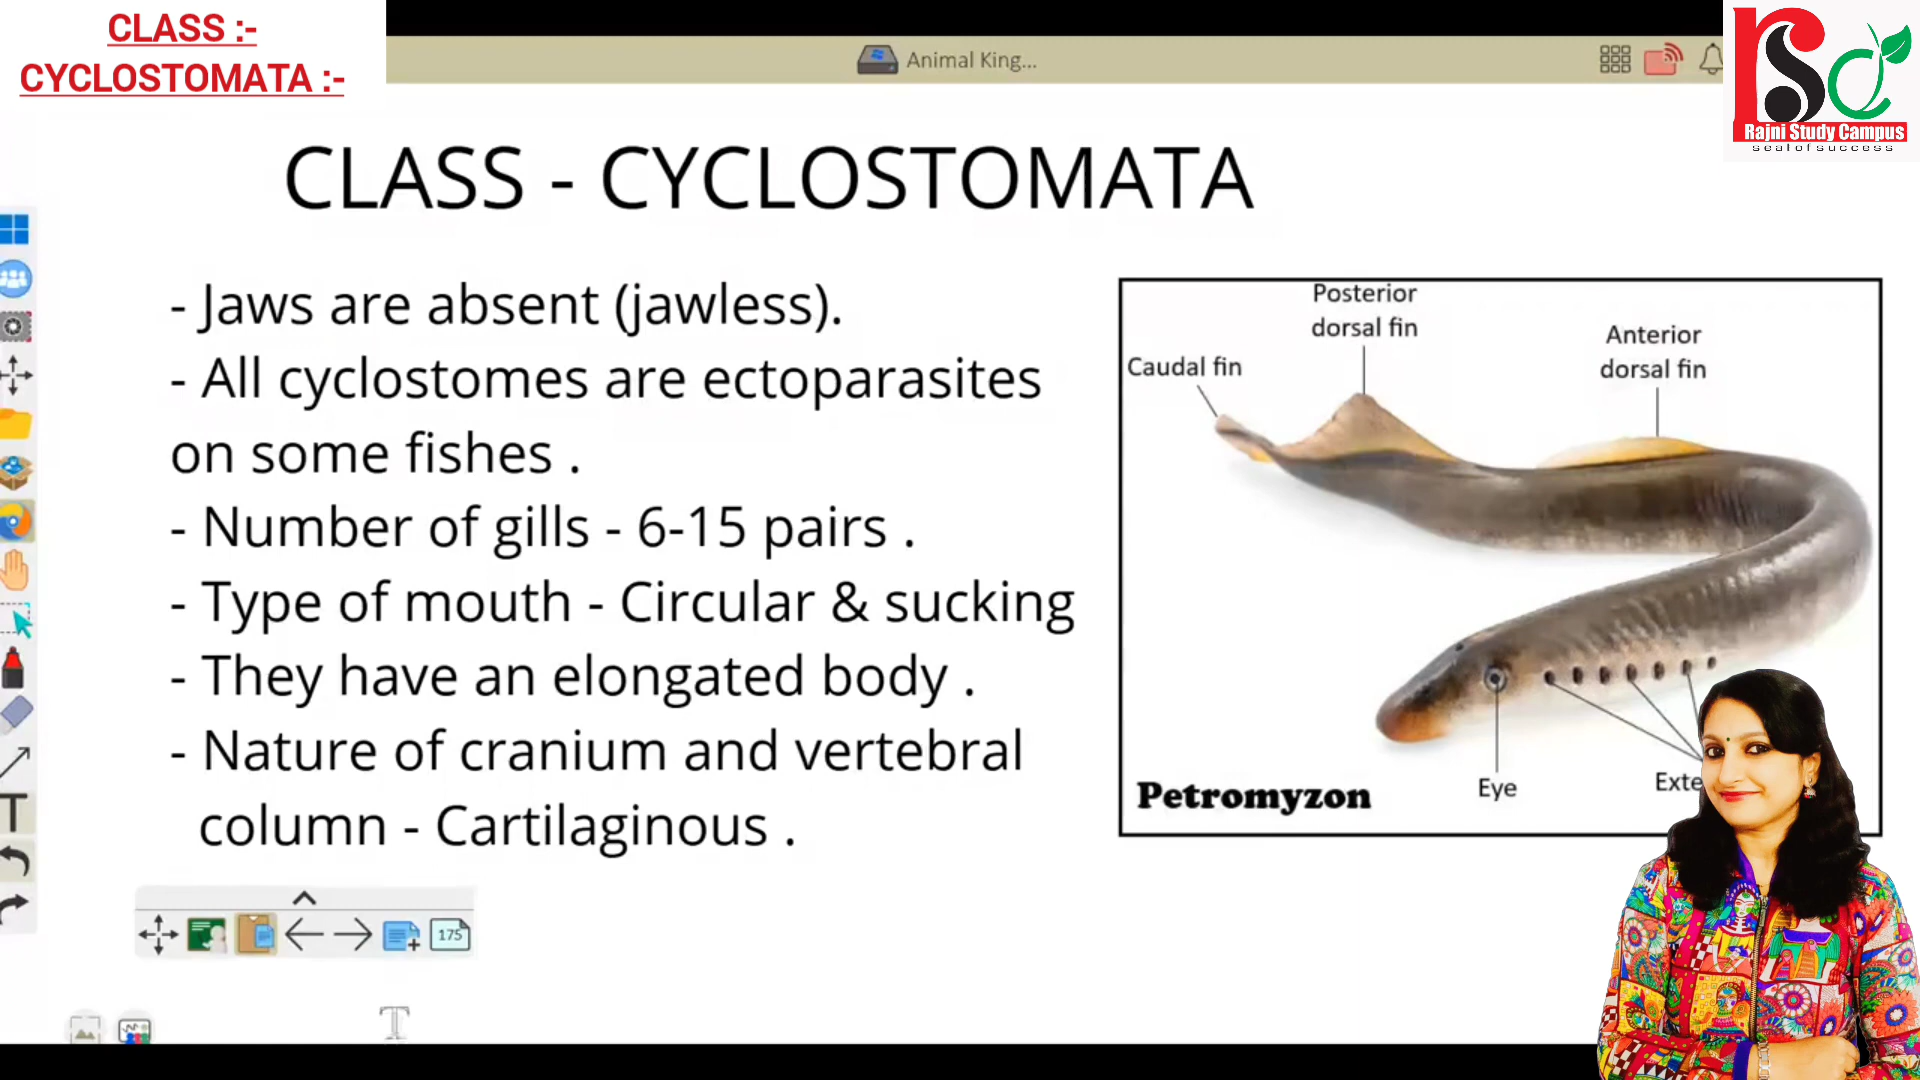 CLASS :-
CYCLOSTOMATA :-
Animal King...
Rajni Study Campus
seal of success
CLASS - CYCLOSTOMATA
- Jaws are absent (jawless).
- All cyclostomes are ectoparasites
on some fishes .
- Number of gills - 6-15 pairs .
- Type of mouth - Circular & sucking
- They have an elongated body .
- Nature of cranium and vertebral
column - Cartilaginous .
Posterior
dorsal fin
Anterior
dorsal fin
Caudal fin
Eye
Exte
Petromyzon
175